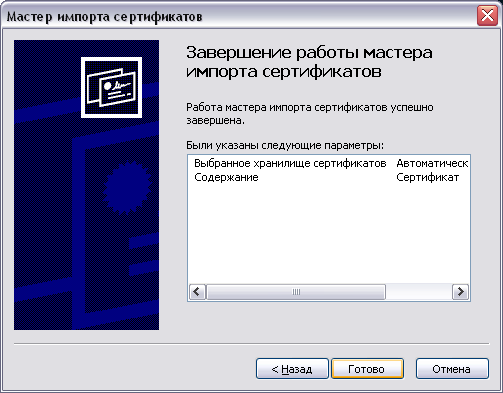 Мастер импорта сертификатов
Завершение работы мастера
импорта сертификатов
Работа мастера импорта сертификатов успешно
завершена.
Были указаны следующие параметры:
Выбранное хранилище сертификатов Автоматическ
Содержание Сертификат
< Назад Готово Отмена